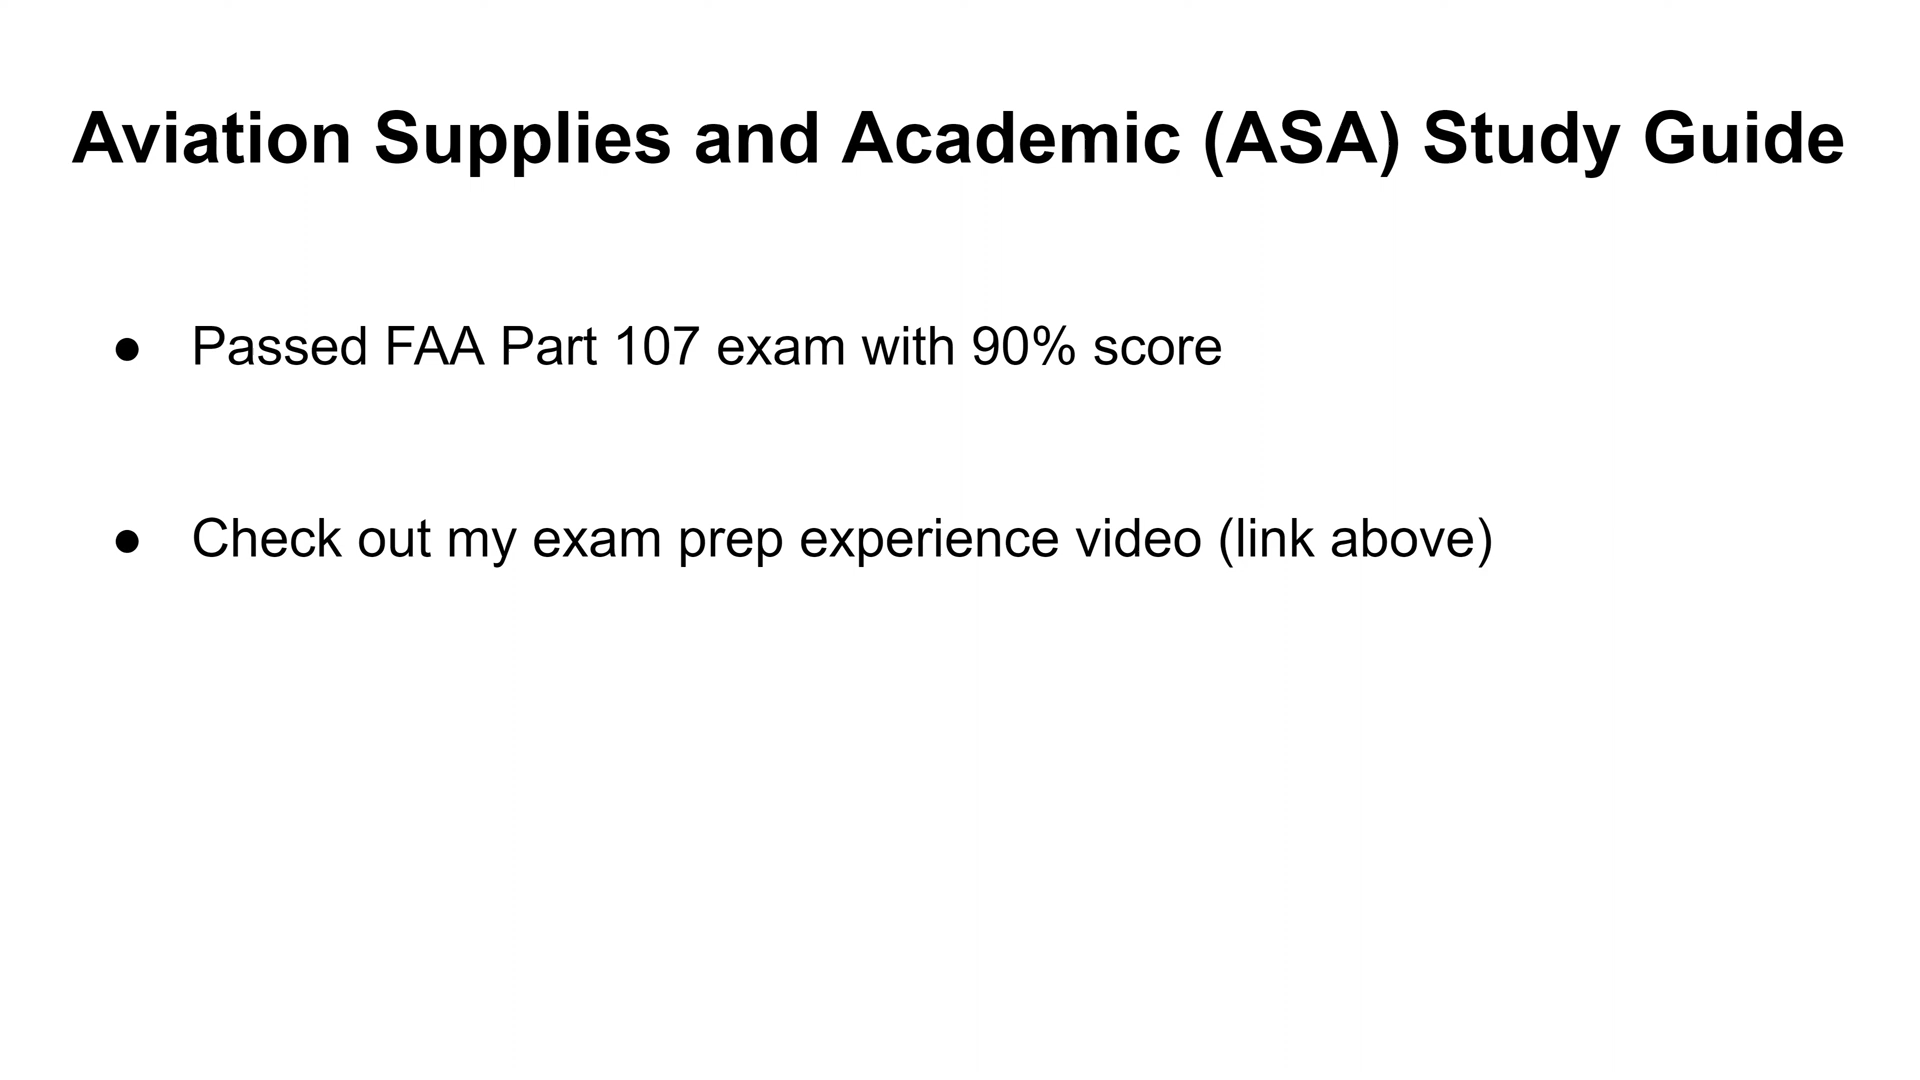 Aviation Supplies and Academic (ASA) Study Guide
● Passed FAA Part 107 exam with 90% score
● Check out my exam prep experience video (link above)